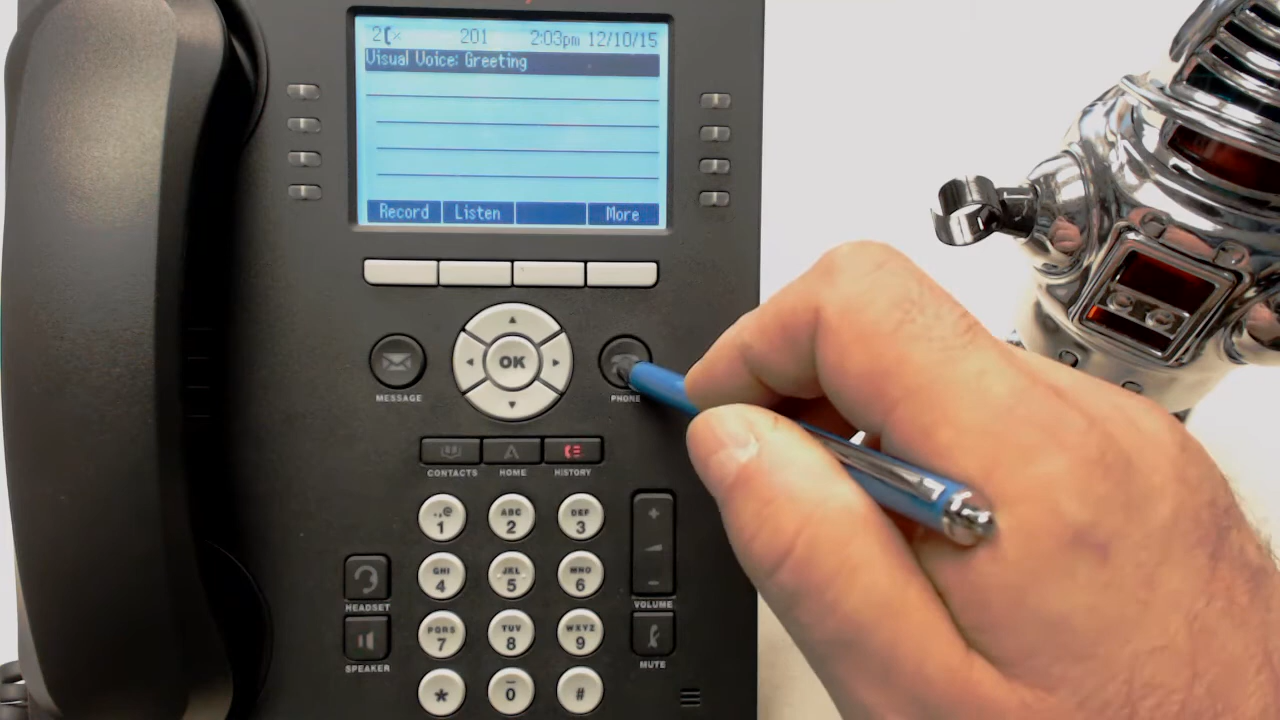 2 201 2:03pm 12/10/15
Visual Voice: Greeting
Record Listen More
OK
MESSAGE PHONE
CONTACTS HOME HISTORY
.,@ ABC DEF
1 2 3
GHI JKL MNO
4 5 6
HEADSET VOLUME
PQRS TUV WXYZ
7 8 9
SPEAKER MUTE
* 0 #